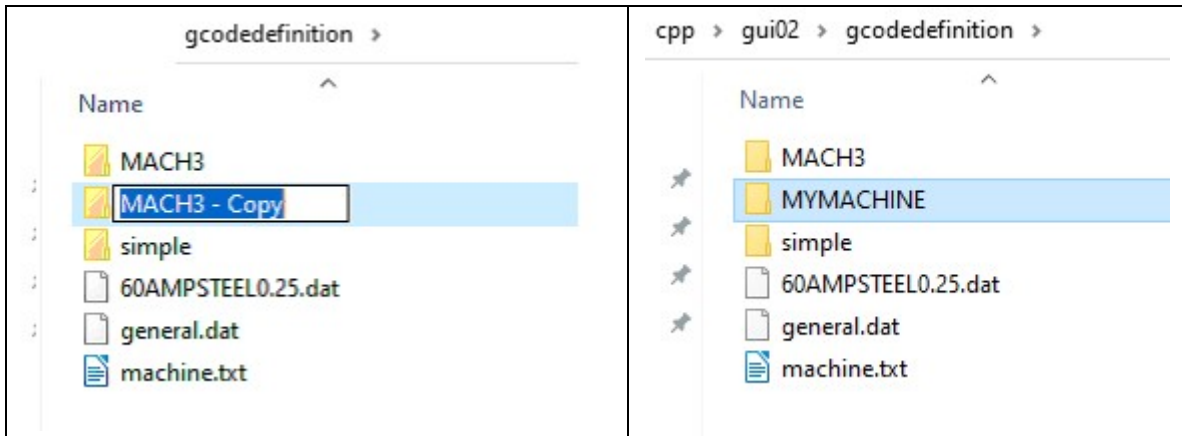 gcodedefinition >
Name
MACH3
MACH3 - Copy
simple
60AMPSTEEL0.25.dat
general.dat
machine.txt
cpp > gui02 > gcodedefinition >
Name
MACH3
MYMACHINE
simple
60AMPSTEEL0.25.dat
general.dat
machine.txt